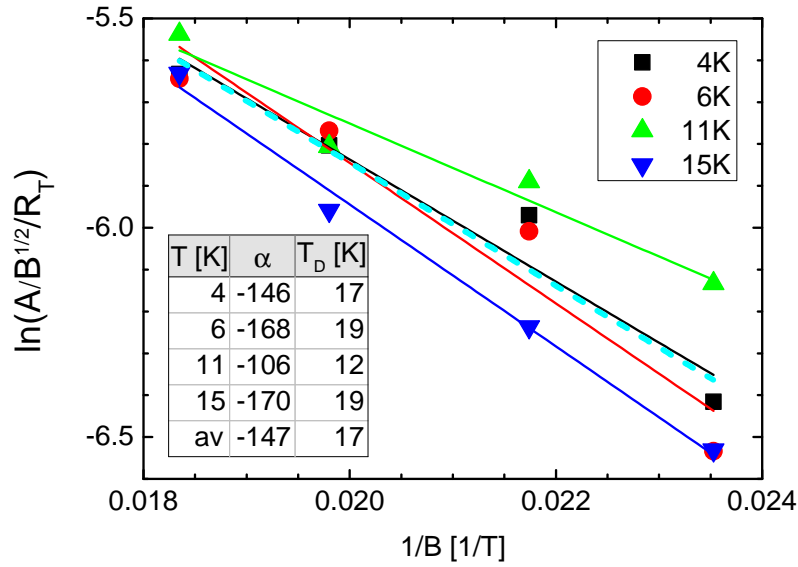 -5.5
4K
6K
11K
15K
ln(A/B^{1/2}/R_T)
-6.0
T [K] α T_D [K]
4 -146 17
6 -168 19
11 -106 12
15 -170 19
av -147 17
-6.5
0.018 0.020 0.022 0.024
1/B [1/T]